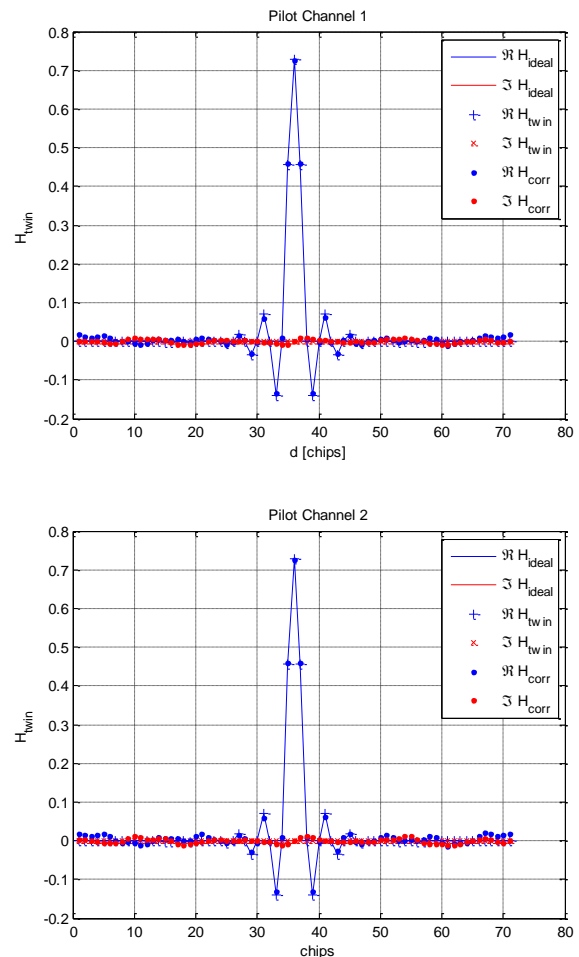 Pilot Channel 1
0.8
0.7
0.6
0.5
0.4
0.3
0.2
0.1
0
-0.1
-0.2
H_twin
ℜ H_ideal
ℑ H_ideal
ℜ H_twin
ℑ H_twin
ℜ H_corr
ℑ H_corr
0 10 20 30 40 50 60 70 80
d [chips]
Pilot Channel 2
0.8
0.7
0.6
0.5
0.4
0.3
0.2
0.1
0
-0.1
-0.2
H_twin
ℜ H_ideal
ℑ H_ideal
ℜ H_twin
ℑ H_twin
ℜ H_corr
ℑ H_corr
0 10 20 30 40 50 60 70 80
chips